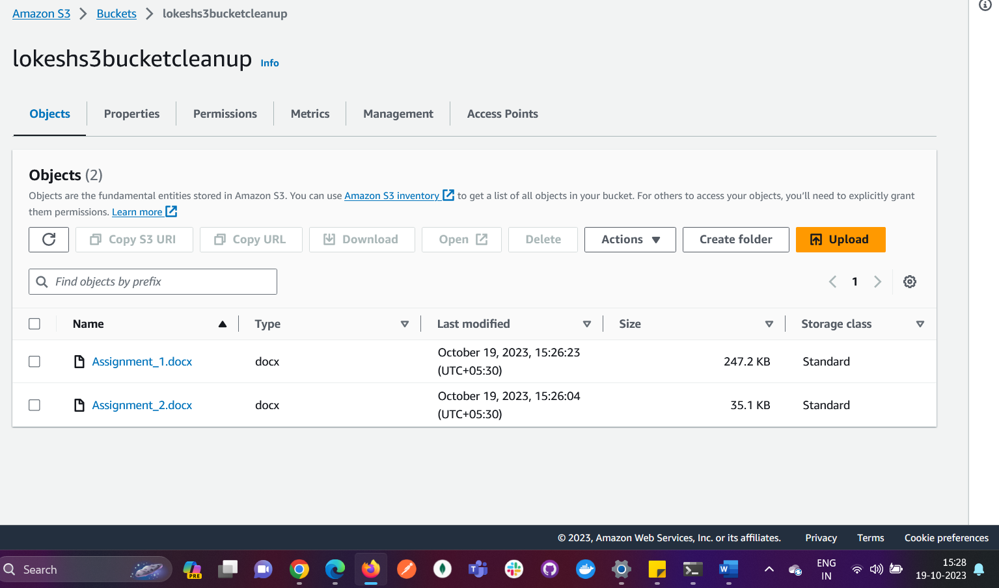 Amazon S3 > Buckets > lokeshs3bucketcleanup
lokeshs3bucketcleanup Info
Objects Properties Permissions Metrics Management Access Points
Objects (2)
Objects are the fundamental entities stored in Amazon S3. You can use Amazon S3 inventory to get a list of all objects in your bucket. For others to access your objects, you'll need to explicitly grant
them permissions. Learn more
Copy S3 URI Copy URL Download Open Delete Actions Create folder Upload
Find objects by prefix 1
Name Type Last modified Size Storage class
Assignment_1.docx docx October 19, 2023, 15:26:23 247.2 KB Standard
(UTC+05:30)
Assignment_2.docx docx October 19, 2023, 15:26:04 35.1 KB Standard
(UTC+05:30)
© 2023, Amazon Web Services, Inc. or its affiliates. Privacy Terms Cookie preferences
Search PRE ENG 15:28
IN 19-10-2023